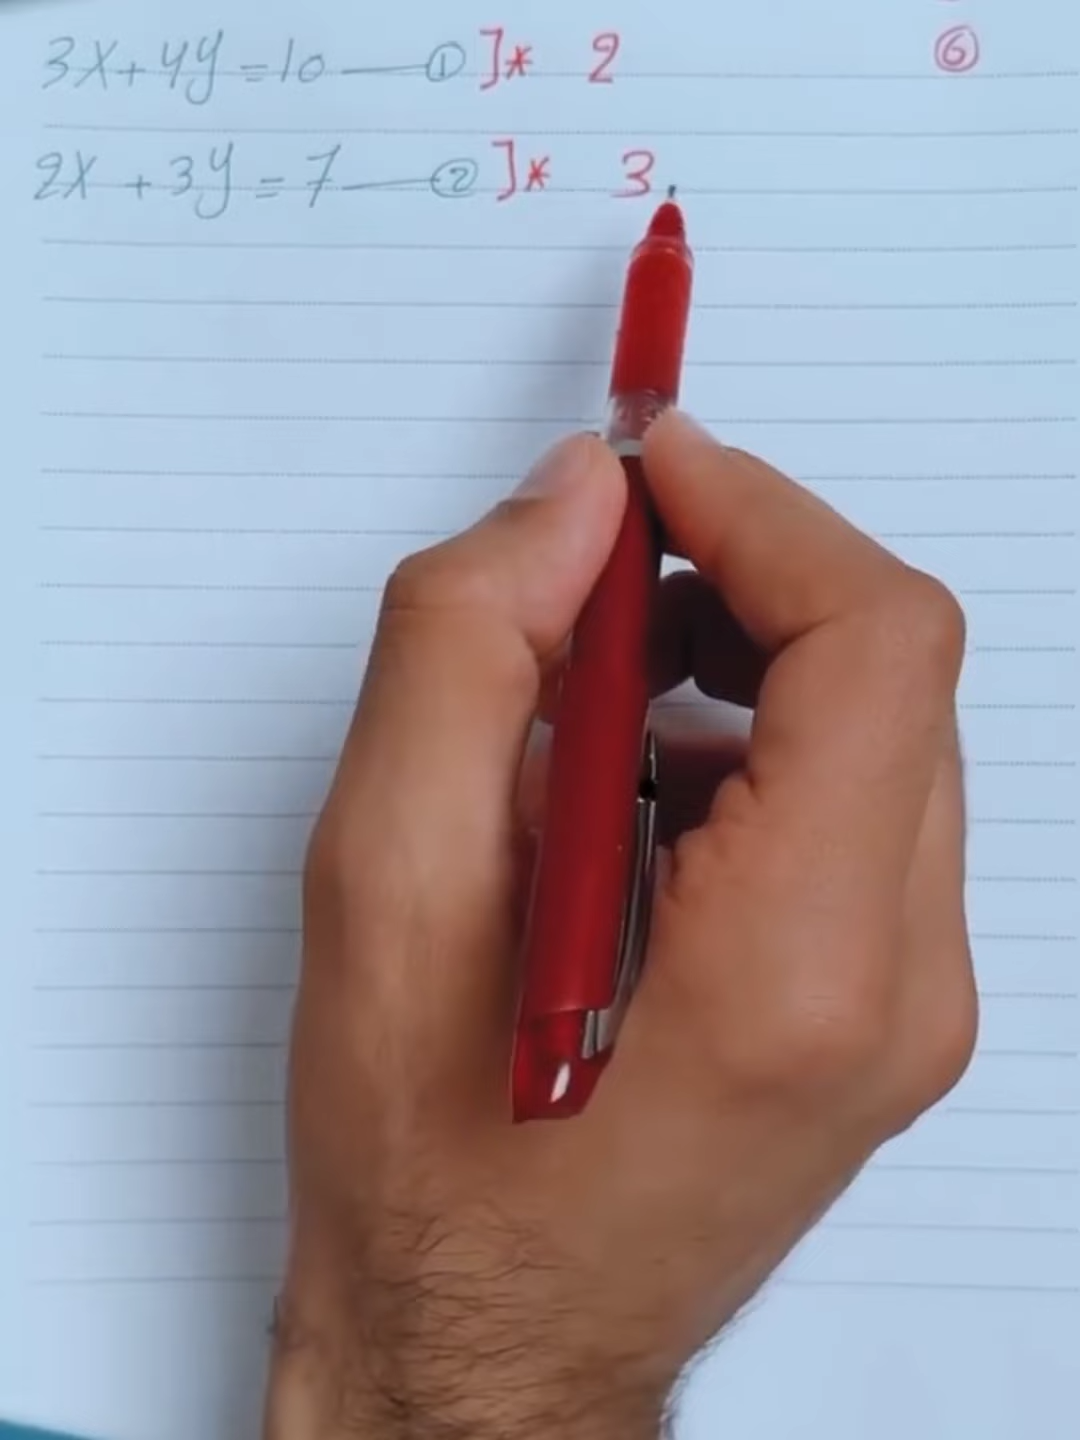 3x+4y=10 — ① ]* 2 ⑥
2x+3y=7 — ② ]* 3